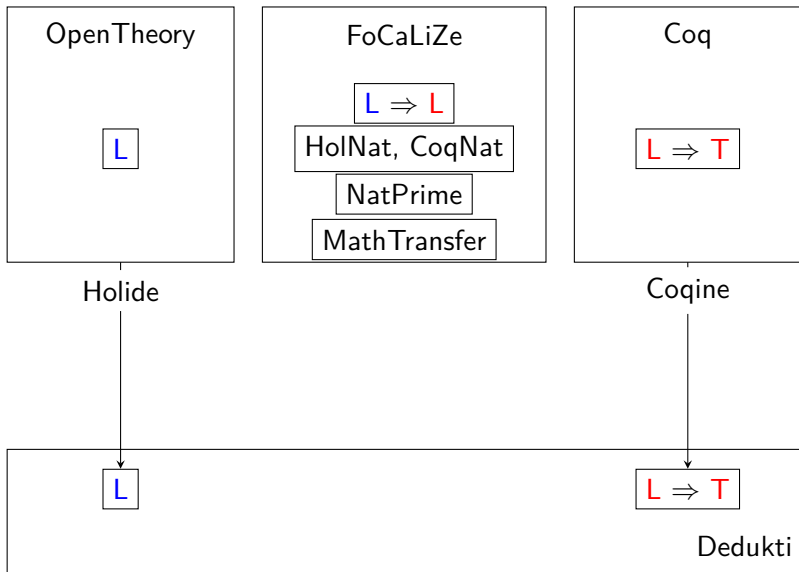 OpenTheory
FoCaLiZe
Coq
L
L ⇒ L
HolNat, CoqNat
NatPrime
MathTransfer
L ⇒ T
Holide
Coqine
L
L ⇒ T
Dedukti